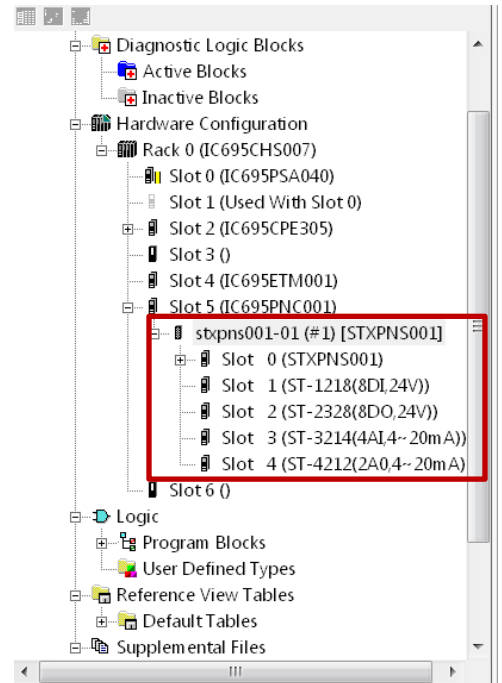 Diagnostic Logic Blocks
Active Blocks
Inactive Blocks
Hardware Configuration
Rack 0 (IC695CHS007)
Slot 0 (IC695PSA040)
Slot 1 (Used With Slot 0)
Slot 2 (IC695CPE305)
Slot 3 ()
Slot 4 (IC695ETM001)
Slot 5 (IC695PNC001)
stxpns001-01 (#1) [STXPNS001]
Slot 0 (STXPNS001)
Slot 1 (ST-1218(8DI,24V))
Slot 2 (ST-2328(8DO,24V))
Slot 3 (ST-3214(4AI,4~20mA))
Slot 4 (ST-4212(2A0,4~20mA)
Slot 6 ()
Logic
Program Blocks
User Defined Types
Reference View Tables
Default Tables
Supplemental Files